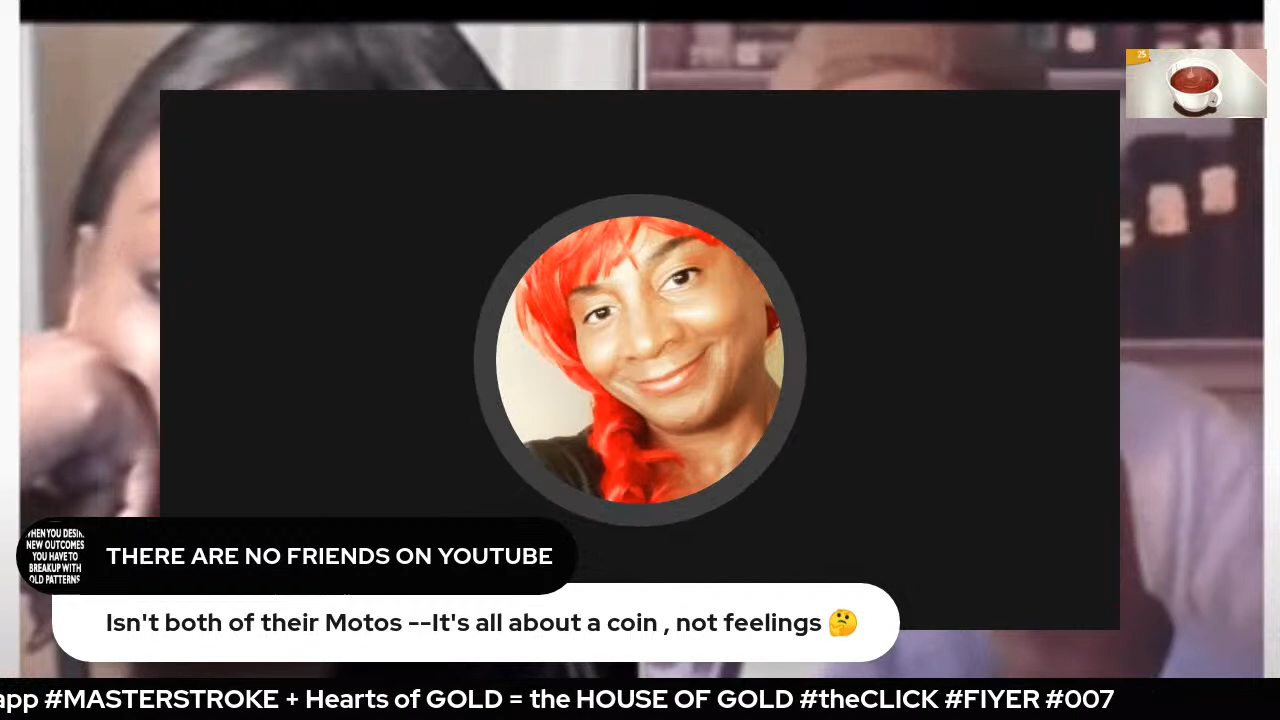 25
WHEN YOU DESIRE
NEW OUTCOMES
YOU HAVE TO
BREAKUP WITH
OLD PATTERNS
THERE ARE NO FRIENDS ON YOUTUBE
Isn't both of their Motos --It's all about a coin , not feelings 🤔
app #MASTERSTROKE + Hearts of GOLD = the HOUSE OF GOLD #theCLICK #FIYER #007